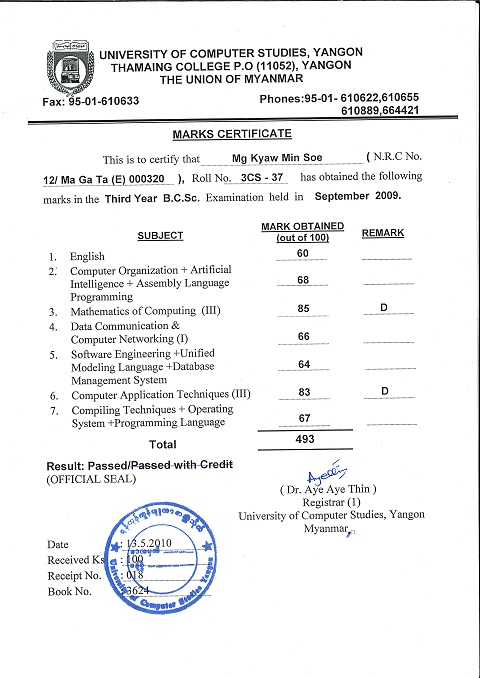 UNIVERSITY OF COMPUTER STUDIES, YANGON
THAMAING COLLEGE P.O (11052), YANGON
THE UNION OF MYANMAR
Fax: 95-01-610633 Phones:95-01- 610622,610655
610889,664421
MARKS CERTIFICATE
This is to certify that Mg Kyaw Min Soe ( N.R.C No.
12/ Ma Ga Ta (E) 000320 ), Roll No. 3CS - 37 has obtained the following
marks in the Third Year B.C.Sc. Examination held in September 2009.
SUBJECT MARK OBTAINED (out of 100) REMARK
1. English 60
2. Computer Organization + Artificial
Intelligence + Assembly Language 68
Programming
3. Mathematics of Computing (III) 85 D
4. Data Communication &
Computer Networking (I) 66
5. Software Engineering +Unified
Modeling Language +Database 64
Management System
6. Computer Application Techniques (III) 83 D
7. Compiling Techniques + Operating
System +Programming Language 67
Total 493
Result: Passed/Passed with Credit
(OFFICIAL SEAL)
( Dr. Aye Aye Thin )
Registrar (1)
University of Computer Studies, Yangon
Myanmar
Date : 13.5.2010
Received Ks : 100
Receipt No. : 018
Book No. : 3624
University of Computer Studies Yangon